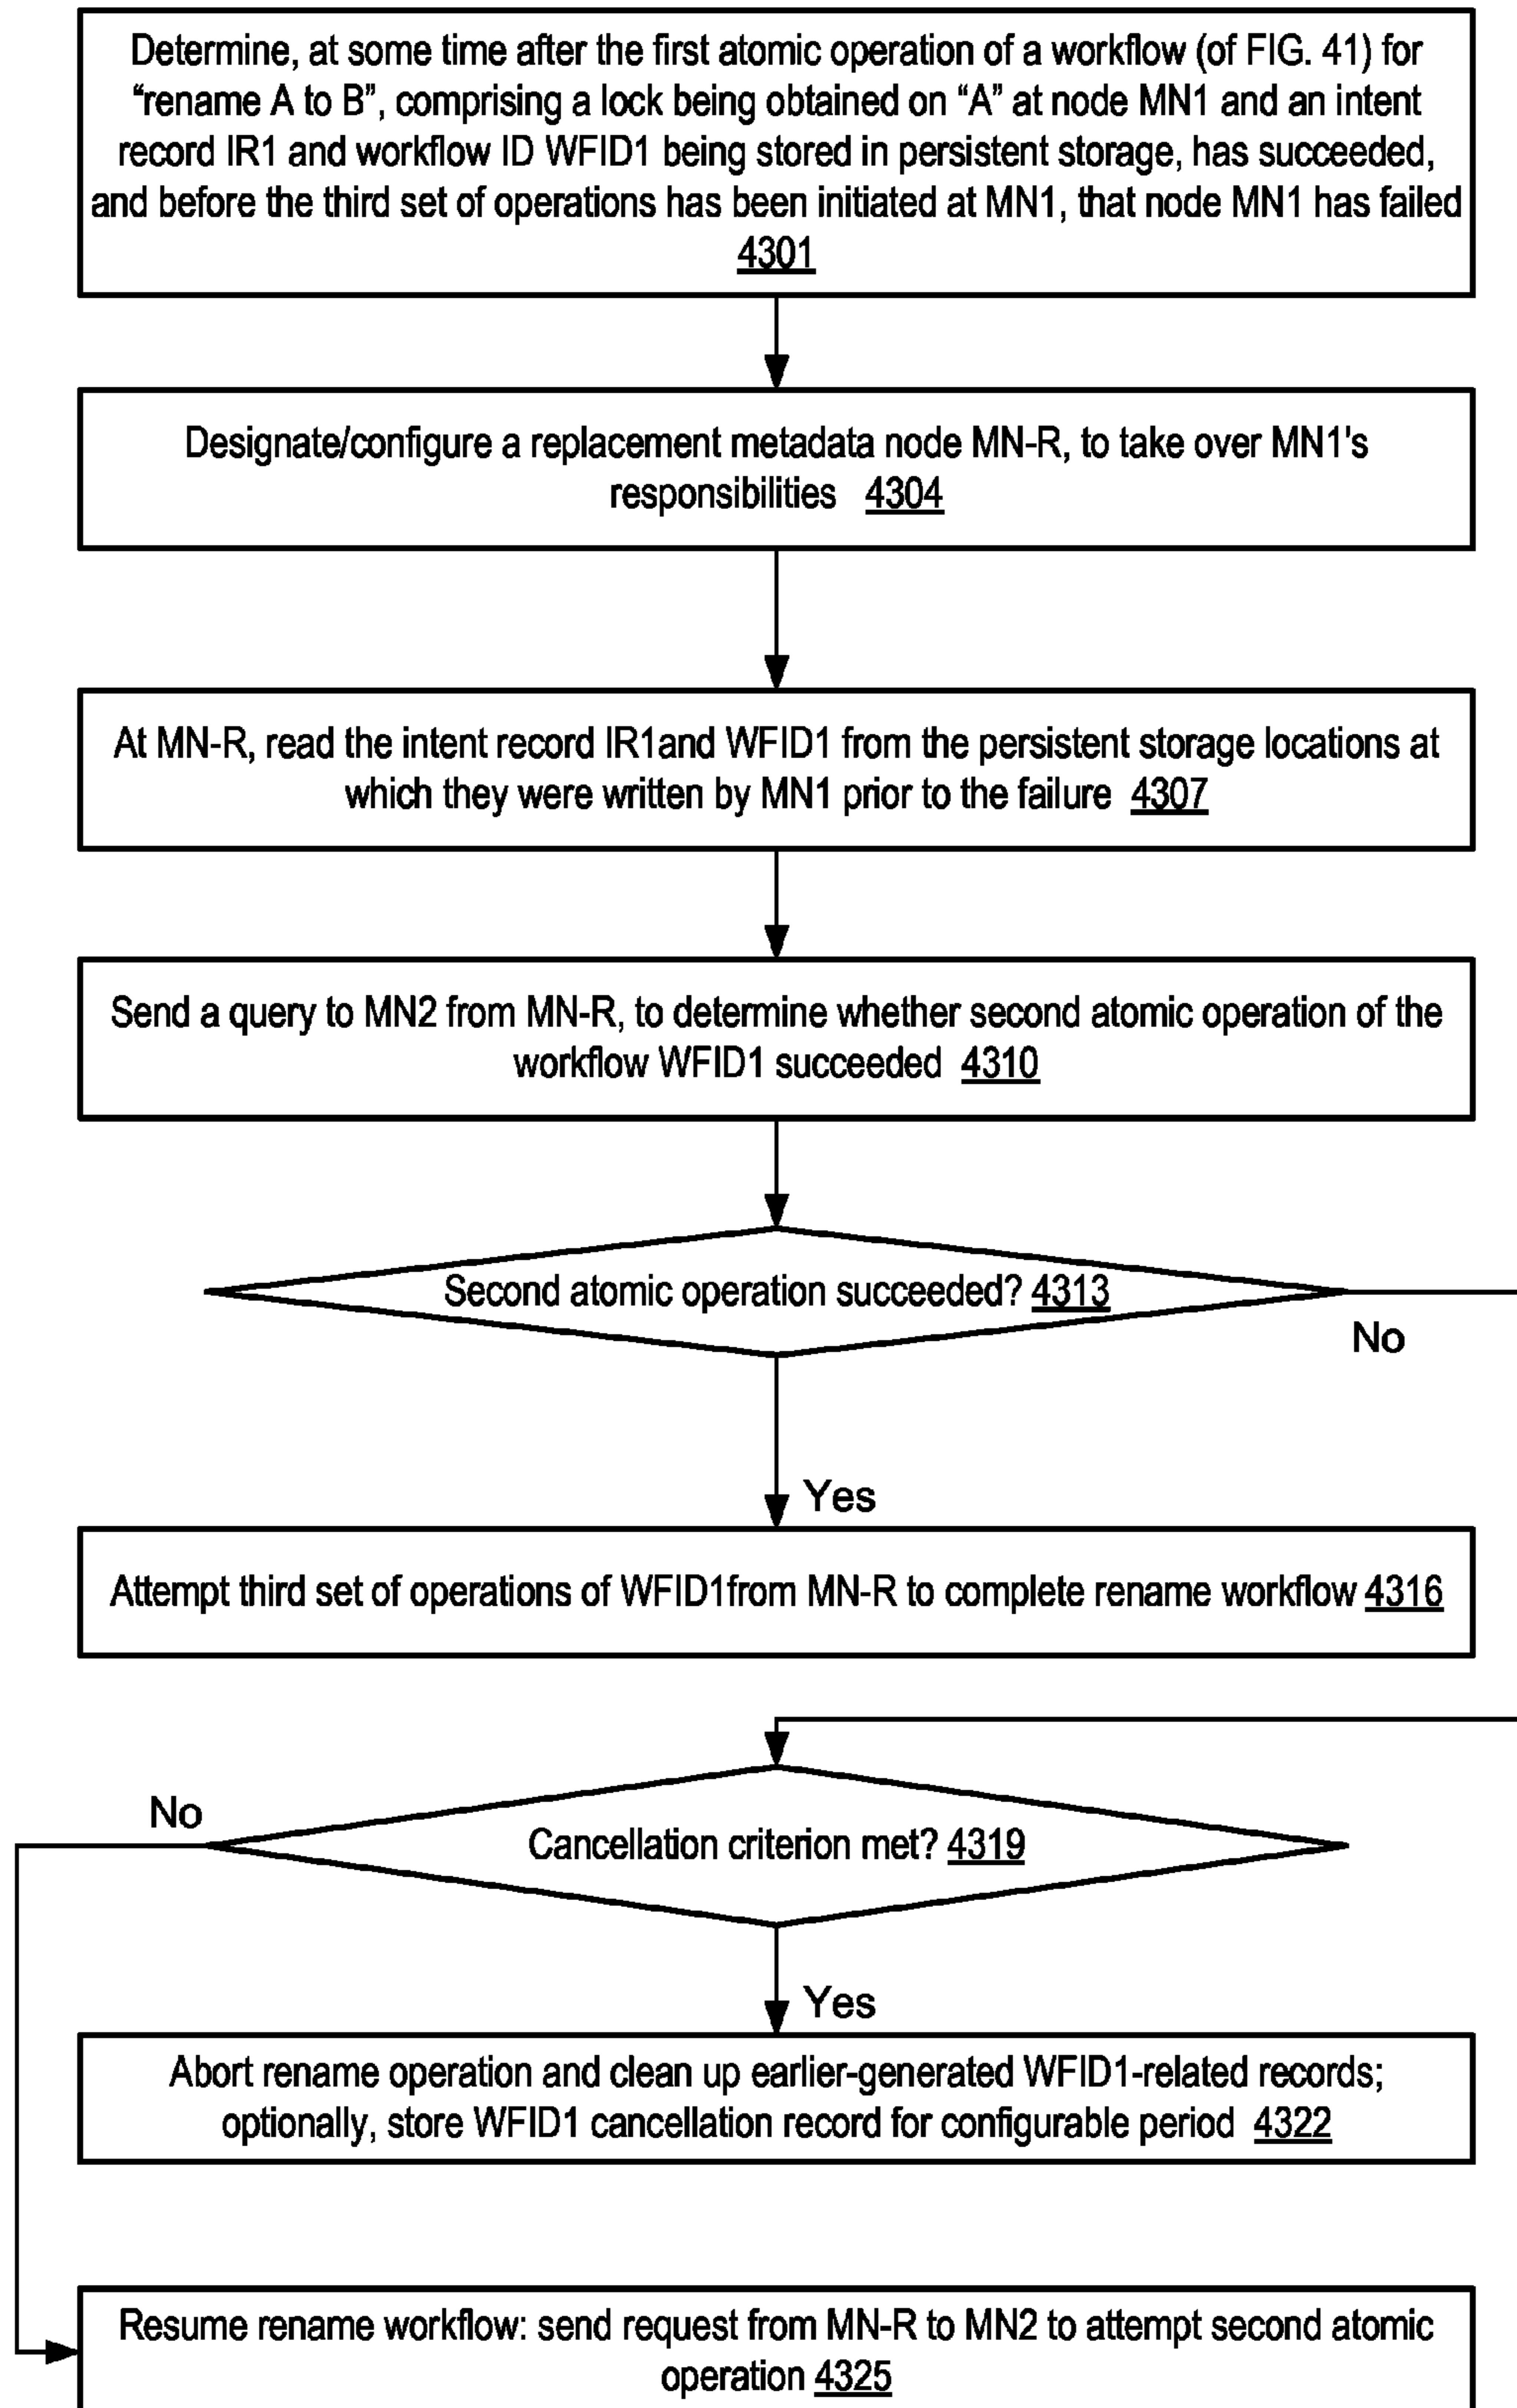 Determine, at some time after the first atomic operation of a workflow (of FIG. 41) for
“rename A to B”, comprising a lock being obtained on “A” at node MN1 and an intent
record IR1 and workflow ID WFID1 being stored in persistent storage, has succeeded,
and before the third set of operations has been initiated at MN1, that node MN1 has failed
4301
Designate/configure a replacement metadata node MN-R, to take over MN1's
responsibilities 4304
At MN-R, read the intent record IR1and WFID1 from the persistent storage locations at
which they were written by MN1 prior to the failure 4307
Send a query to MN2 from MN-R, to determine whether second atomic operation of the
workflow WFID1 succeeded 4310
Second atomic operation succeeded? 4313
No
Yes
Attempt third set of operations of WFID1from MN-R to complete rename workflow 4316
No
Cancellation criterion met? 4319
Yes
Abort rename operation and clean up earlier-generated WFID1-related records;
optionally, store WFID1 cancellation record for configurable period 4322
Resume rename workflow: send request from MN-R to MN2 to attempt second atomic
operation 4325